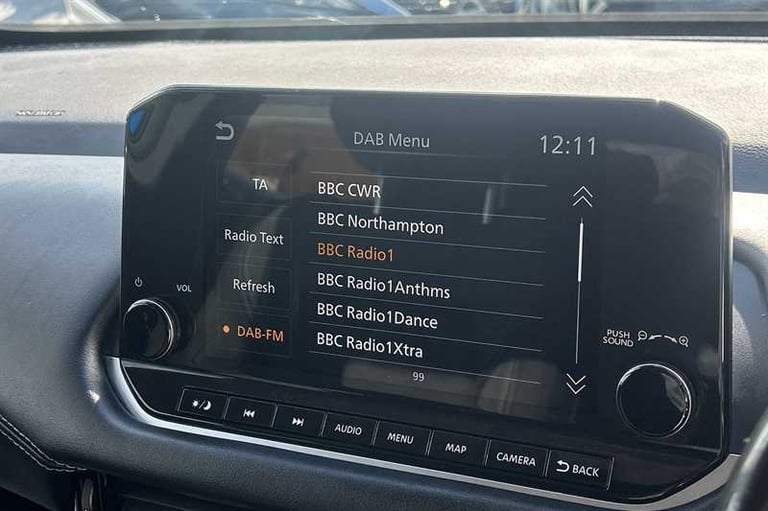 DAB Menu
12:11
TA
Radio Text
Refresh
DAB-FM
BBC CWR
BBC Northampton
BBC Radio1
BBC Radio1Anthms
BBC Radio1Dance
BBC Radio1Xtra
99
VOL
PUSH
SOUND
AUDIO
MENU
MAP
CAMERA
BACK